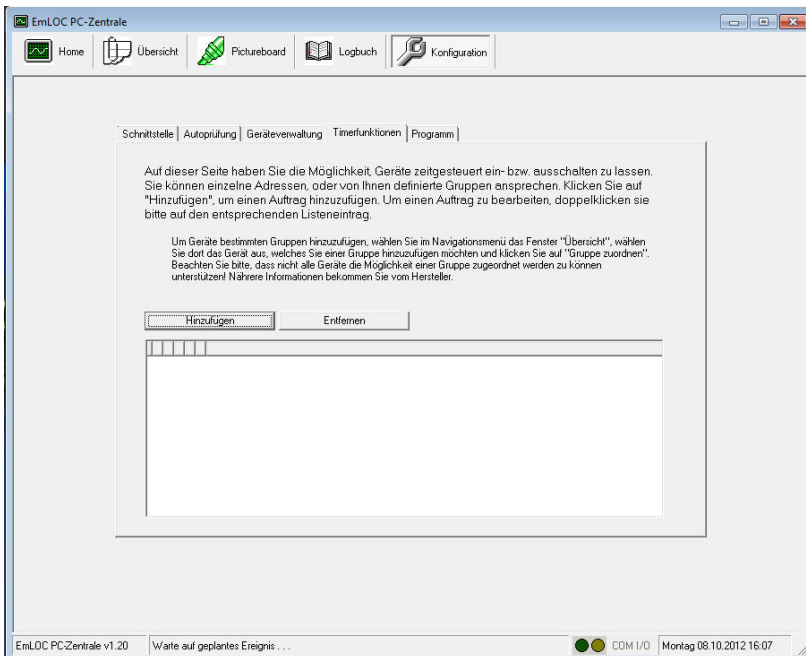 EmLOC PC-Zentrale
Home Übersicht Pictureboard Logbuch Konfiguration
Schnittstelle Autoprüfung Geräteverwaltung Timerfunktionen Programm
Auf dieser Seite haben Sie die Möglichkeit, Geräte zeitgesteuert ein- bzw. ausschalten zu lassen.
Sie können einzelne Adressen, oder von Ihnen definierte Gruppen ansprechen. Klicken Sie auf
"Hinzufügen", um einen Auftrag hinzuzufügen. Um einen Auftrag zu bearbeiten, doppelklicken sie
bitte auf den entsprechenden Listeneintrag.
Um Geräte bestimmten Gruppen hinzuzufügen, wählen Sie im Navigationsmenü das Fenster "Übersicht", wählen
Sie dort das Gerät aus, welches Sie einer Gruppe hinzuzufügen möchten und klicken Sie auf "Gruppe zuordnen".
Beachten Sie bitte, dass nicht alle Geräte die Möglichkeit einer Gruppe zugeordnet werden zu können
unterstützen! Nährere Informationen bekommen Sie vom Hersteller.
Hinzufügen Entfernen
EmLOC PC-Zentrale v1.20 Warte auf geplantes Ereignis . . . COM I/O Montag 08.10.2012 16:07